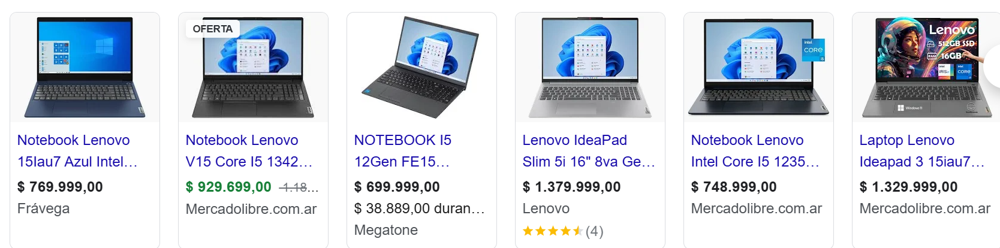 Notebook Lenovo
15Iau7 Azul Intel...
$ 769.999,00
Frávega
OFERTA
Notebook Lenovo
V15 Core I5 1342...
$ 929.699,00 1.18...
Mercadolibre.com.ar
NOTEBOOK I5
12Gen FE15...
$ 699.999,00
$ 38.889,00 duran...
Megatone
Lenovo IdeaPad
Slim 5i 16" 8va Ge...
$ 1.379.999,00
Lenovo
(4)
intel
CORE
i5
Notebook Lenovo
Intel Core I5 1235...
$ 748.999,00
Mercadolibre.com.ar
Lenovo
512GB SSD
RAM
16GB
intel
iRIS
intel
CORE
Windows 11
Laptop Lenovo
Ideapad 3 15iau7...
$ 1.329.999,00
Mercadolibre.com.ar